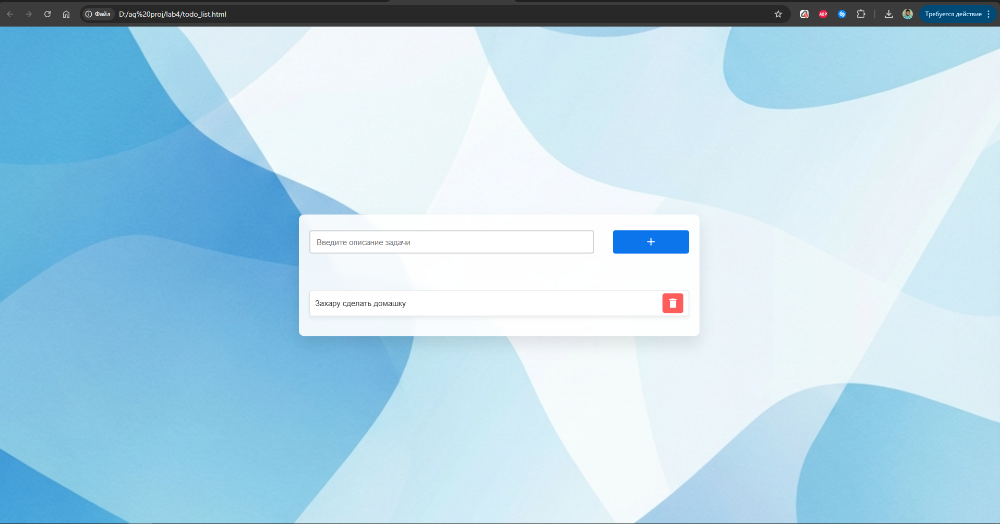 Файл
D:/ag%20proj/lab4/todo_list.html
ABP
Требуется действие
Введите описание задачи
+
Захару сделать домашку